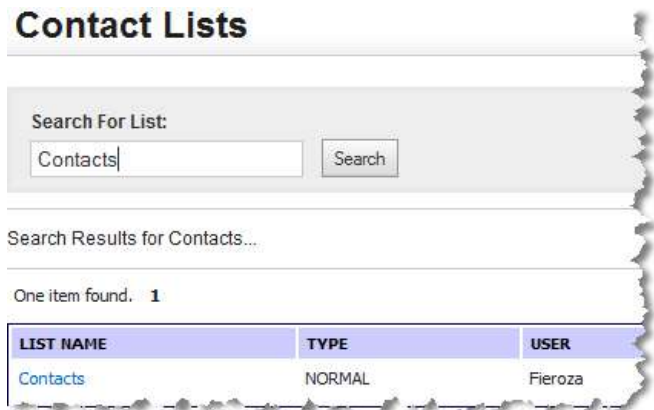 Contact Lists
Search For List:
Contacts Search
Search Results for Contacts...
One item found. 1
LIST NAME TYPE USER
Contacts NORMAL Fieroza